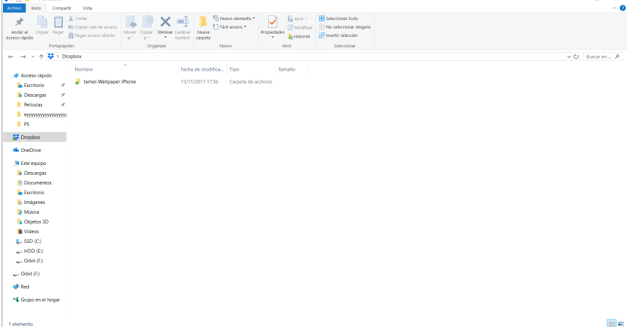 Archivo Inicio Compartir Vista
Anclar al Acceso rápido
Copiar
Pegar
Cortar
Copiar ruta de acceso
Pegar acceso directo
Portapapeles
Mover a
Copiar a
Eliminar
Cambiar nombre
Organizar
Nueva carpeta
Nuevo elemento
Fácil acceso
Nuevo
Propiedades
Abrir
Modificar
Historial
Abrir
Seleccionar todo
No seleccionar ninguno
Invertir selección
Seleccionar
Dropbox
Buscar en ...
Nombre Fecha de modifica... Tipo Tamaño
James Wallpaper iPhone 13/11/2017 17:36 Carpeta de archivos
Acceso rápido
Escritorio
Descargas
Películas
PS
Dropbox
OneDrive
Este equipo
Descargas
Documentos
Escritorio
Imágenes
Música
Objetos 3D
Vídeos
SSD (C:)
HDD (E:)
Orbit (F:)
Orbit (F:)
Red
Grupo en el hogar
1 elemento